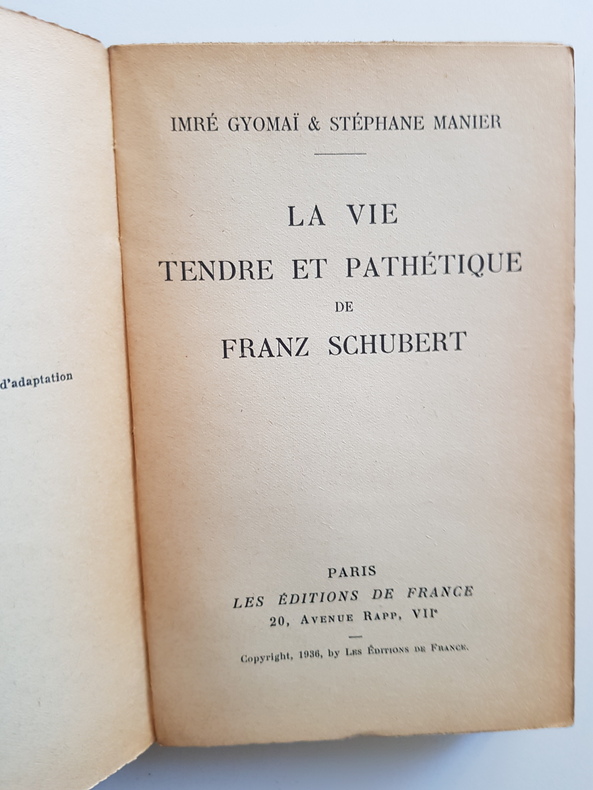 d'adaptation
IMRÉ GYOMAÏ & STÉPHANE MANIER
LA VIE
TENDRE ET PATHÉTIQUE
DE
FRANZ SCHUBERT
PARIS
LES ÉDITIONS DE FRANCE
20, AVENUE RAPP, VIIe
Copyright, 1936, by LES ÉDITIONS DE FRANCE.